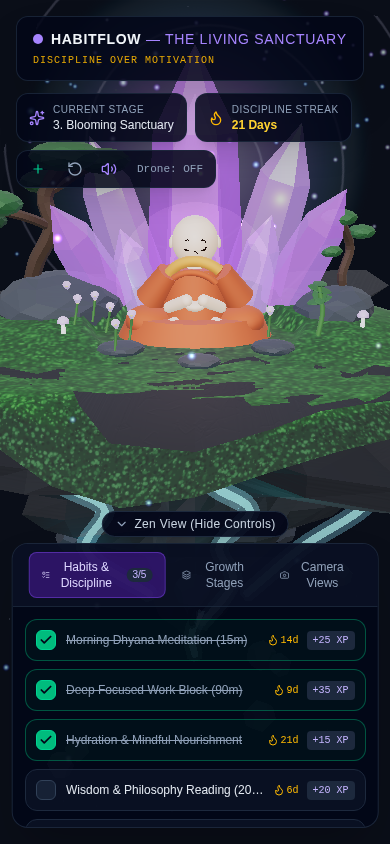 HABITFLOW — THE LIVING SANCTUARY
DISCIPLINE OVER MOTIVATION
CURRENT STAGE
3. Blooming Sanctuary
DISCIPLINE STREAK
21 Days
Drone: OFF
Zen View (Hide Controls)
Habits & Discipline 3/5
Growth Stages
Camera Views
Morning Dhyana Meditation (15m) 14d +25 XP
Deep Focused Work Block (90m) 9d +35 XP
Hydration & Mindful Nourishment 21d +15 XP
Wisdom & Philosophy Reading (20… 6d +20 XP